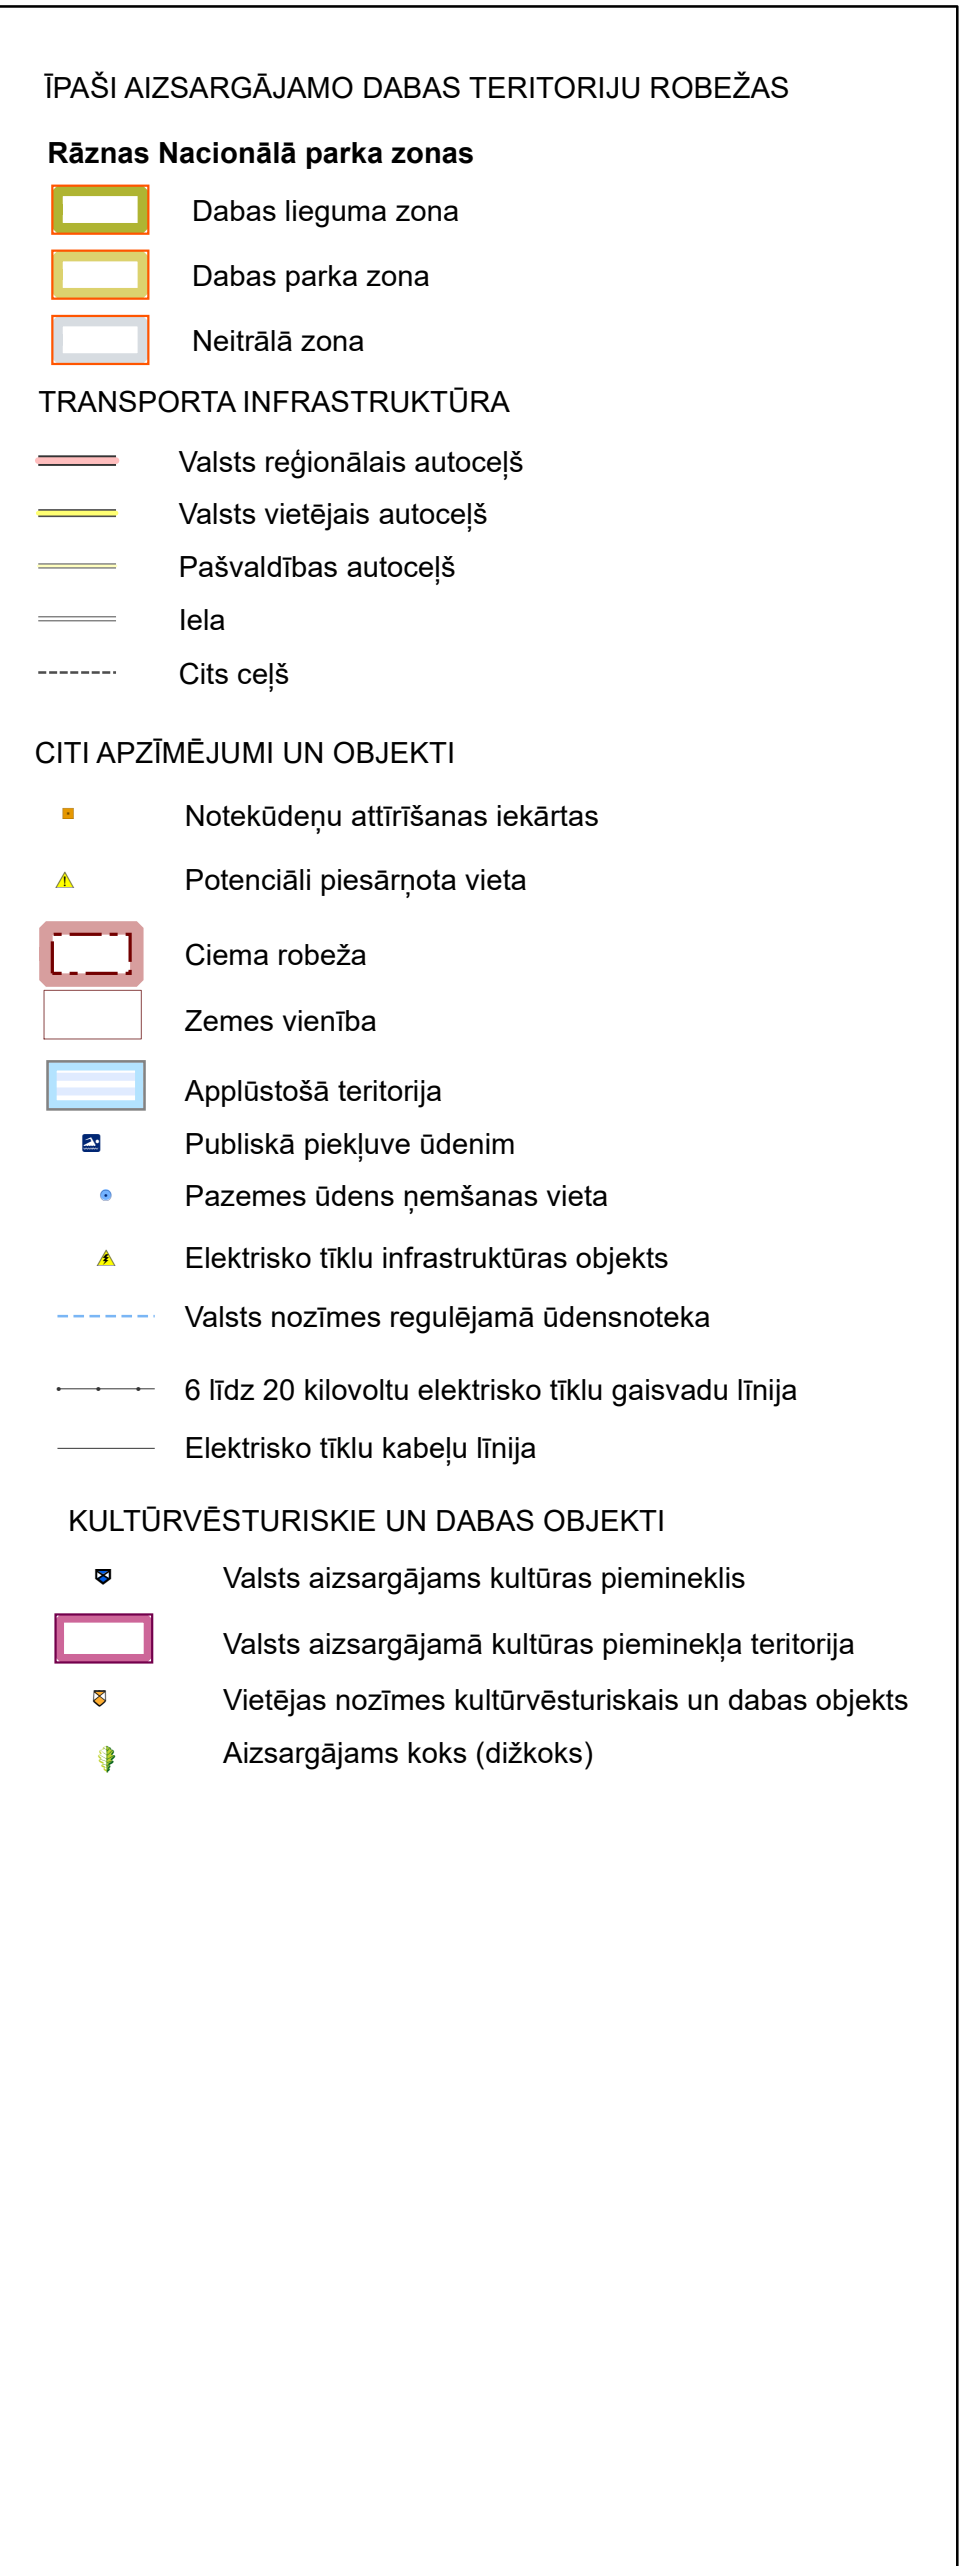 ĪPAŠI AIZSARGĀJAMO DABAS TERITORIJU ROBEŽAS
Rāznas Nacionālā parka zonas
Dabas lieguma zona
Dabas parka zona
Neitrālā zona
TRANSPORTA INFRASTRUKTŪRA
Valsts reģionālais autoceļš
Valsts vietējais autoceļš
Pašvaldības autoceļš
Iela
Cits ceļš
CITI APZĪMĒJUMI UN OBJEKTI
Notekūdeņu attīrīšanas iekārtas
Potenciāli piesārņota vieta
Ciema robeža
Zemes vienība
Applūstošā teritorija
Publiskā piekļuve ūdenim
Pazemes ūdens ņemšanas vieta
Elektrisko tīklu infrastruktūras objekts
Valsts nozīmes regulējamā ūdensnoteka
6 līdz 20 kilovoltu elektrisko tīklu gaisvadu līnija
Elektrisko tīklu kabeļu līnija
KULTŪRVĒSTURISKIE UN DABAS OBJEKTI
Valsts aizsargājams kultūras piemineklis
Valsts aizsargājamā kultūras pieminekļa teritorija
Vietējas nozīmes kultūrvēsturiskais un dabas objekts
Aizsargājams koks (dižkoks)